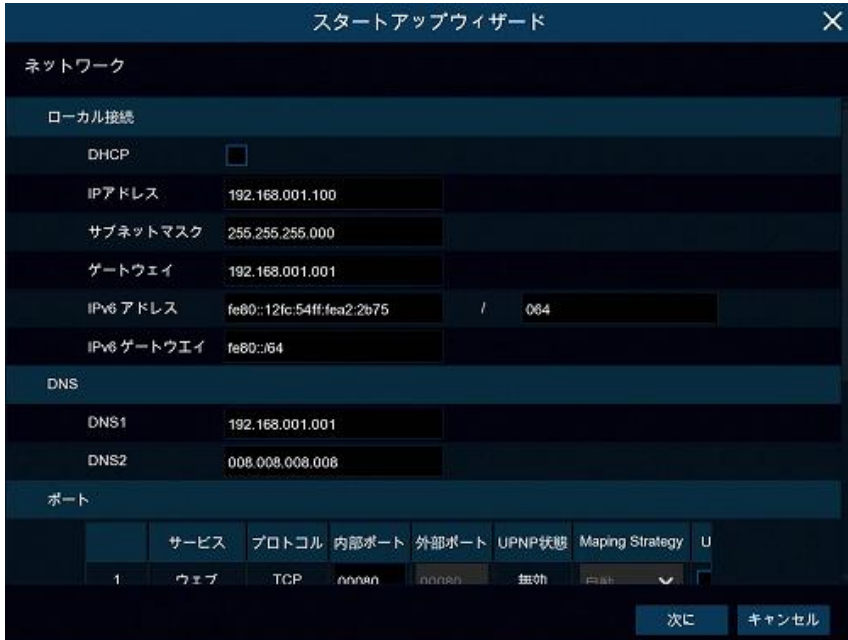 スタートアップウィザード
ネットワーク
ローカル接続
DHCP
IPアドレス 192.168.001.100
サブネットマスク 255.255.255.000
ゲートウェイ 192.168.001.001
IPv6 アドレス fe80::12fc:54ff:fea2:2b75 / 064
IPv6 ゲートウエイ fe80::/64
DNS
DNS1 192.168.001.001
DNS2 008.008.008.008
ポート
サービス プロトコル 内部ポート 外部ポート UPNP状態 Maping Strategy U
1 ウェブ TCP 00080 00080 無効 自動
次に キャンセル